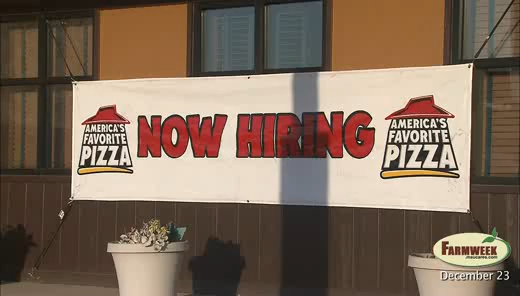 AMERICA'S
FAVORITE
PIZZA
NOW HIRING
AMERICA'S
FAVORITE
PIZZA
FARMWEEK
December 23